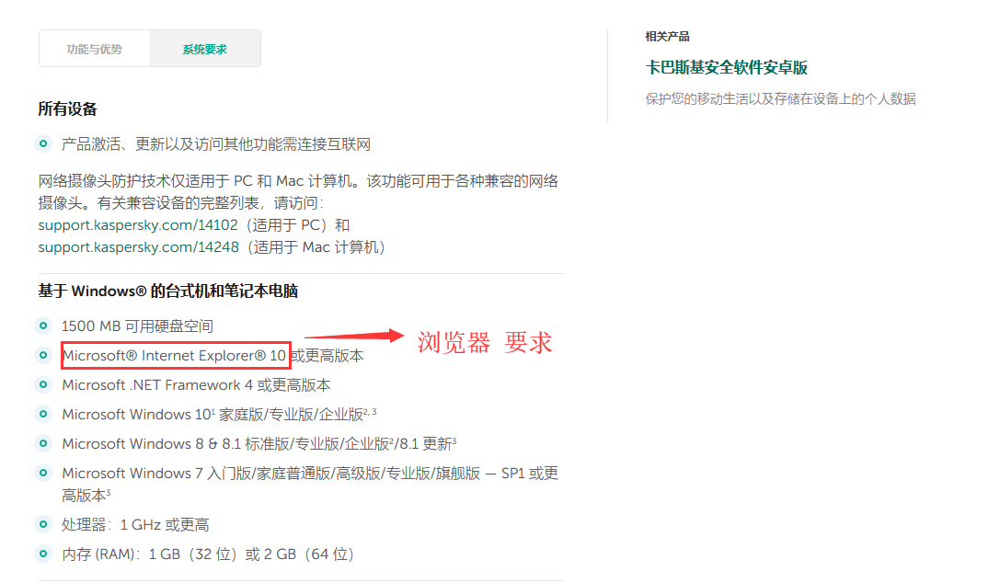 功能与优势
系统要求
所有设备
产品激活、更新以及访问其他功能需连接互联网
网络摄像头防护技术仅适用于 PC 和 Mac 计算机。该功能可用于各种兼容的网络
摄像头。有关兼容设备的完整列表，请访问：
support.kaspersky.com/14102（适用于 PC）和
support.kaspersky.com/14248（适用于 Mac 计算机）
基于 Windows® 的台式机和笔记本电脑
1500 MB 可用硬盘空间
Microsoft® Internet Explorer® 10 或更高版本
浏览器 要求
Microsoft .NET Framework 4 或更高版本
Microsoft Windows 10¹ 家庭版/专业版/企业版²˒ ³
Microsoft Windows 8 & 8.1 标准版/专业版/企业版²/8.1 更新³
Microsoft Windows 7 入门版/家庭普通版/高级版/专业版/旗舰版 — SP1 或更
高版本³
处理器：1 GHz 或更高
内存 (RAM)：1 GB（32 位）或 2 GB（64 位）
相关产品
卡巴斯基安全软件安卓版
保护您的移动生活以及存储在设备上的个人数据